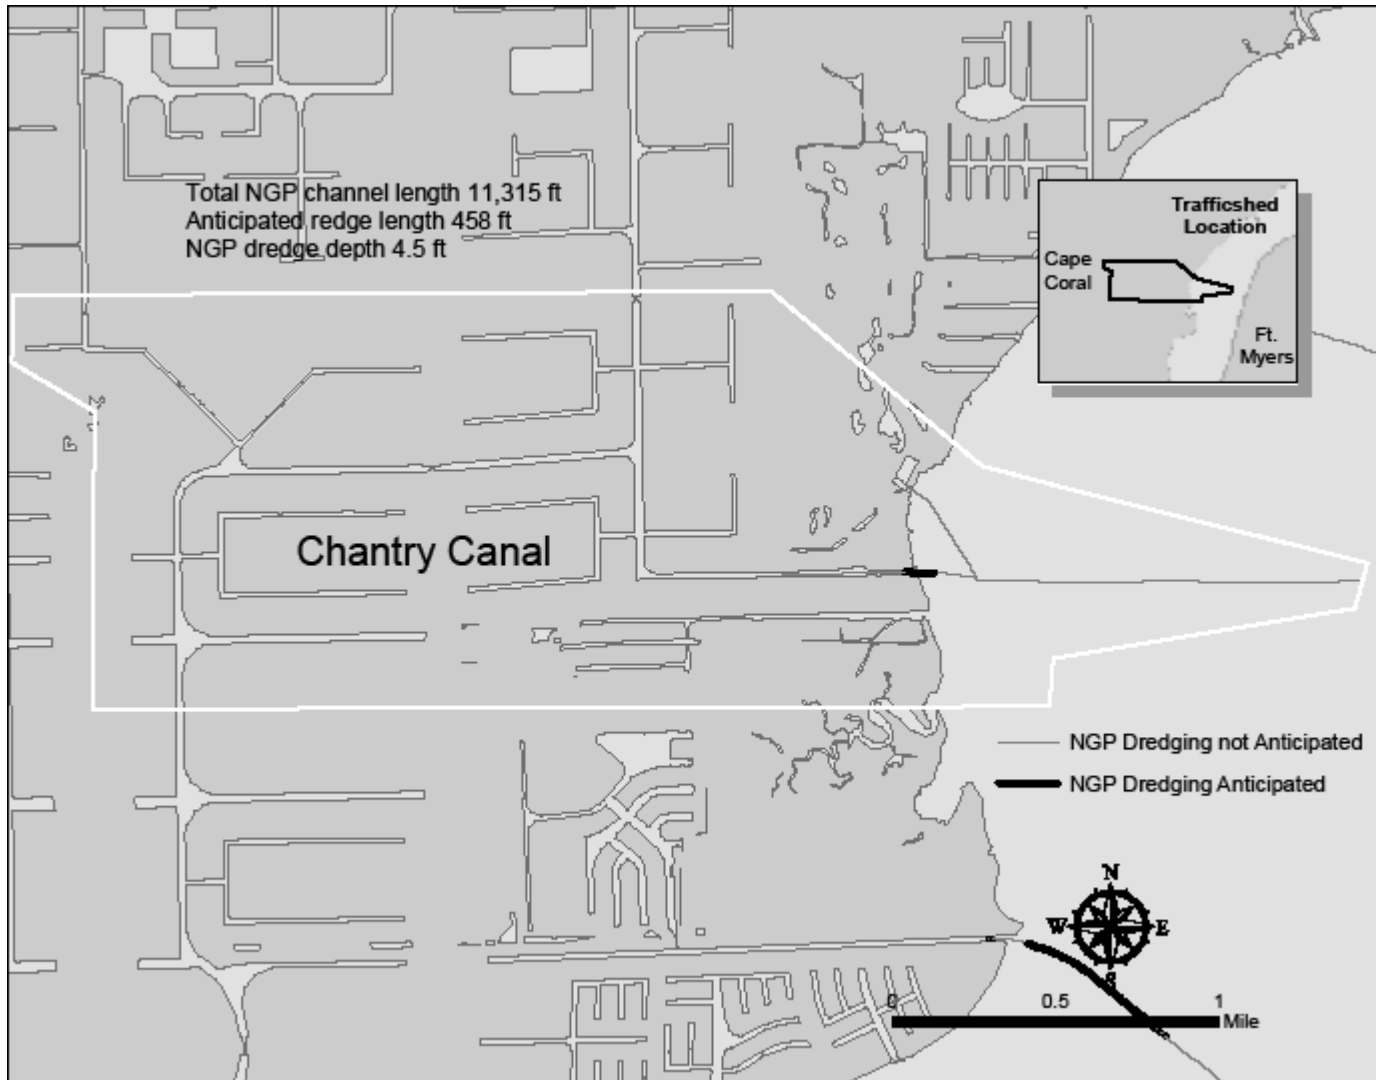 Total NGP channel length 11,315 ft
Anticipated redge length 458 ft
NGP dredge depth 4.5 ft
Trafficshed
Location
Cape
Coral
Ft.
Myers
Chantry Canal
NGP Dredging not Anticipated
NGP Dredging Anticipated
N
W E
S
0 0.5 1
Mile